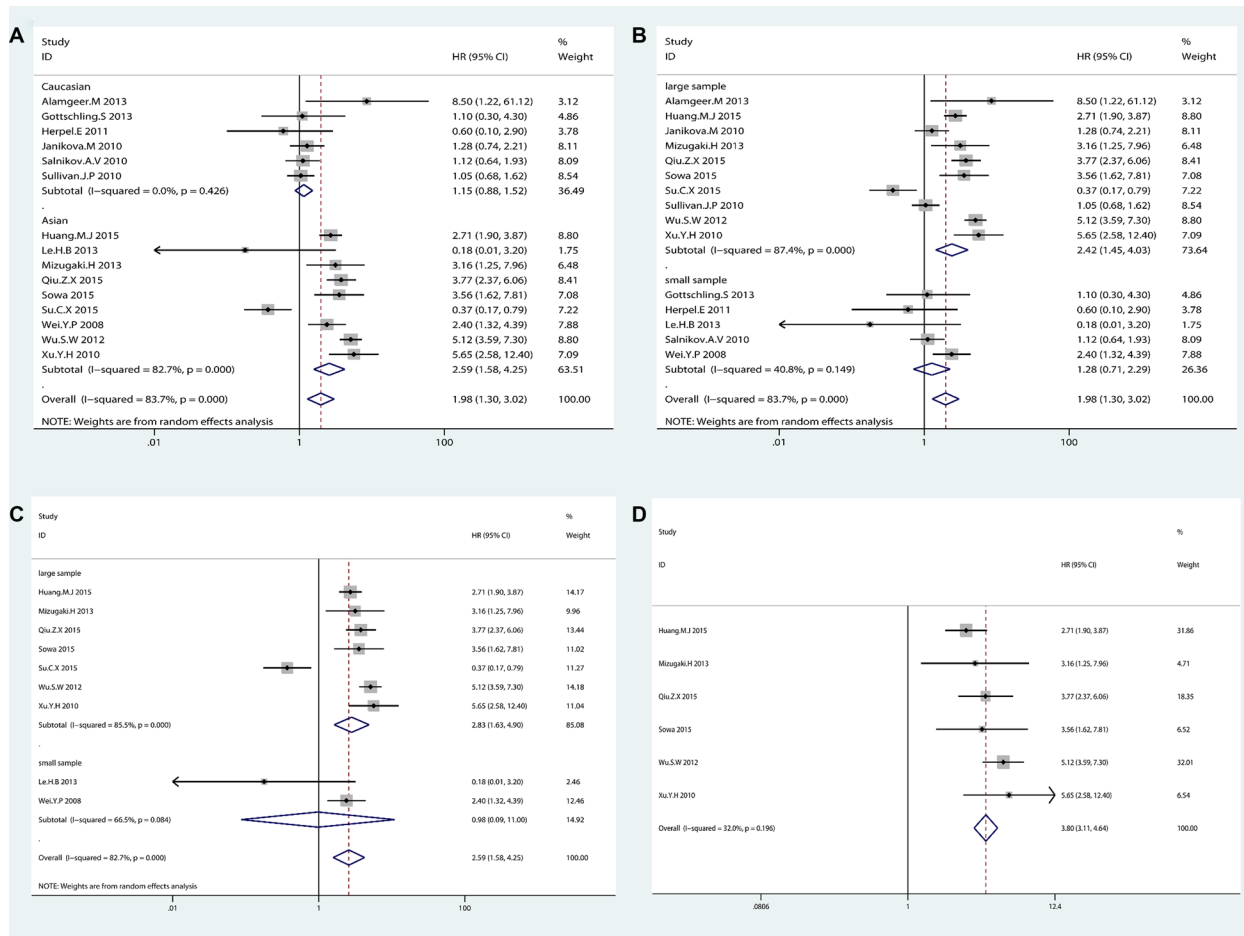 A
Study %
ID HR (95% CI) Weight
Caucasian
Alamgeer.M 2013 8.50 (1.22, 61.12) 3.12
Gottschling.S 2013 1.10 (0.30, 4.30) 4.86
Herpel.E 2011 0.60 (0.10, 2.90) 3.78
Janikova.M 2010 1.28 (0.74, 2.21) 8.11
Salnikov.A.V 2010 1.12 (0.64, 1.93) 8.09
Sullivan.J.P 2010 1.05 (0.68, 1.62) 8.54
Subtotal (I−squared = 0.0%, p = 0.426) 1.15 (0.88, 1.52) 36.49
.
Asian
Huang.M.J 2015 2.71 (1.90, 3.87) 8.80
Le.H.B 2013 0.18 (0.01, 3.20) 1.75
Mizugaki.H 2013 3.16 (1.25, 7.96) 6.48
Qiu.Z.X 2015 3.77 (2.37, 6.06) 8.41
Sowa 2015 3.56 (1.62, 7.81) 7.08
Su.C.X 2015 0.37 (0.17, 0.79) 7.22
Wei.Y.P 2008 2.40 (1.32, 4.39) 7.88
Wu.S.W 2012 5.12 (3.59, 7.30) 8.80
Xu.Y.H 2010 5.65 (2.58, 12.40) 7.09
Subtotal (I−squared = 82.7%, p = 0.000) 2.59 (1.58, 4.25) 63.51
.
Overall (I−squared = 83.7%, p = 0.000) 1.98 (1.30, 3.02) 100.00
NOTE: Weights are from random effects analysis
.01 1 100
B
Study %
ID HR (95% CI) Weight
large sample
Alamgeer.M 2013 8.50 (1.22, 61.12) 3.12
Huang.M.J 2015 2.71 (1.90, 3.87) 8.80
Janikova.M 2010 1.28 (0.74, 2.21) 8.11
Mizugaki.H 2013 3.16 (1.25, 7.96) 6.48
Qiu.Z.X 2015 3.77 (2.37, 6.06) 8.41
Sowa 2015 3.56 (1.62, 7.81) 7.08
Su.C.X 2015 0.37 (0.17, 0.79) 7.22
Sullivan.J.P 2010 1.05 (0.68, 1.62) 8.54
Wu.S.W 2012 5.12 (3.59, 7.30) 8.80
Xu.Y.H 2010 5.65 (2.58, 12.40) 7.09
Subtotal (I−squared = 87.4%, p = 0.000) 2.42 (1.45, 4.03) 73.64
.
small sample
Gottschling.S 2013 1.10 (0.30, 4.30) 4.86
Herpel.E 2011 0.60 (0.10, 2.90) 3.78
Le.H.B 2013 0.18 (0.01, 3.20) 1.75
Salnikov.A.V 2010 1.12 (0.64, 1.93) 8.09
Wei.Y.P 2008 2.40 (1.32, 4.39) 7.88
Subtotal (I−squared = 40.8%, p = 0.149) 1.28 (0.71, 2.29) 26.36
.
Overall (I−squared = 83.7%, p = 0.000) 1.98 (1.30, 3.02) 100.00
NOTE: Weights are from random effects analysis
.01 1 100
C
Study %
ID HR (95% CI) Weight
large sample
Huang.M.J 2015 2.71 (1.90, 3.87) 14.17
Mizugaki.H 2013 3.16 (1.25, 7.96) 9.96
Qiu.Z.X 2015 3.77 (2.37, 6.06) 13.44
Sowa 2015 3.56 (1.62, 7.81) 11.02
Su.C.X 2015 0.37 (0.17, 0.79) 11.27
Wu.S.W 2012 5.12 (3.59, 7.30) 14.18
Xu.Y.H 2010 5.65 (2.58, 12.40) 11.04
Subtotal (I−squared = 85.5%, p = 0.000) 2.83 (1.63, 4.90) 85.08
.
small sample
Le.H.B 2013 0.18 (0.01, 3.20) 2.46
Wei.Y.P 2008 2.40 (1.32, 4.39) 12.46
Subtotal (I−squared = 66.5%, p = 0.084) 0.98 (0.09, 11.00) 14.92
.
Overall (I−squared = 82.7%, p = 0.000) 2.59 (1.58, 4.25) 100.00
NOTE: Weights are from random effects analysis
.01 1 100
D
Study %
ID HR (95% CI) Weight
Huang.M.J 2015 2.71 (1.90, 3.87) 31.86
Mizugaki.H 2013 3.16 (1.25, 7.96) 4.71
Qiu.Z.X 2015 3.77 (2.37, 6.06) 18.35
Sowa 2015 3.56 (1.62, 7.81) 6.52
Wu.S.W 2012 5.12 (3.59, 7.30) 32.01
Xu.Y.H 2010 5.65 (2.58, 12.40) 6.54
Overall (I−squared = 32.0%, p = 0.196) 3.80 (3.11, 4.64) 100.00
.0806 1 12.4